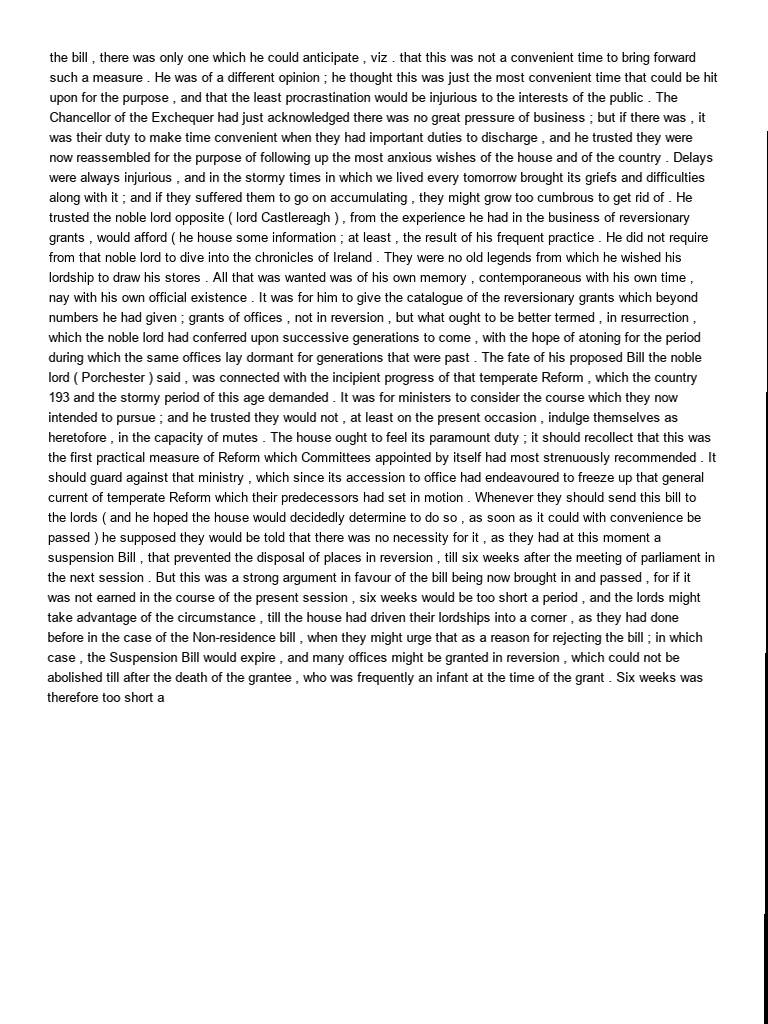 the bill , there was only one which he could anticipate , viz . that this was not a convenient time to bring forward
such a measure . He was of a different opinion ; he thought this was just the most convenient time that could be hit
upon for the purpose , and that the least procrastination would be injurious to the interests of the public . The
Chancellor of the Exchequer had just acknowledged there was no great pressure of business ; but if there was , it
was their duty to make time convenient when they had important duties to discharge , and he trusted they were
now reassembled for the purpose of following up the most anxious wishes of the house and of the country . Delays
were always injurious , and in the stormy times in which we lived every tomorrow brought its griefs and difficulties
along with it ; and if they suffered them to go on accumulating , they might grow too cumbrous to get rid of . He
trusted the noble lord opposite ( lord Castlereagh ) , from the experience he had in the business of reversionary
grants , would afford ( he house some information ; at least , the result of his frequent practice . He did not require
from that noble lord to dive into the chronicles of Ireland . They were no old legends from which he wished his
lordship to draw his stores . All that was wanted was of his own memory , contemporaneous with his own time ,
nay with his own official existence . It was for him to give the catalogue of the reversionary grants which beyond
numbers he had given ; grants of offices , not in reversion , but what ought to be better termed , in resurrection ,
which the noble lord had conferred upon successive generations to come , with the hope of atoning for the period
during which the same offices lay dormant for generations that were past . The fate of his proposed Bill the noble
lord ( Porchester ) said , was connected with the incipient progress of that temperate Reform , which the country
193 and the stormy period of this age demanded . It was for ministers to consider the course which they now
intended to pursue ; and he trusted they would not , at least on the present occasion , indulge themselves as
heretofore , in the capacity of mutes . The house ought to feel its paramount duty ; it should recollect that this was
the first practical measure of Reform which Committees appointed by itself had most strenuously recommended . It
should guard against that ministry , which since its accession to office had endeavoured to freeze up that general
current of temperate Reform which their predecessors had set in motion . Whenever they should send this bill to
the lords ( and he hoped the house would decidedly determine to do so , as soon as it could with convenience be
passed ) he supposed they would be told that there was no necessity for it , as they had at this moment a
suspension Bill , that prevented the disposal of places in reversion , till six weeks after the meeting of parliament in
the next session . But this was a strong argument in favour of the bill being now brought in and passed , for if it
was not earned in the course of the present session , six weeks would be too short a period , and the lords might
take advantage of the circumstance , till the house had driven their lordships into a corner , as they had done
before in the case of the Non-residence bill , when they might urge that as a reason for rejecting the bill ; in which
case , the Suspension Bill would expire , and many offices might be granted in reversion , which could not be
abolished till after the death of the grantee , who was frequently an infant at the time of the grant . Six weeks was
therefore too short a